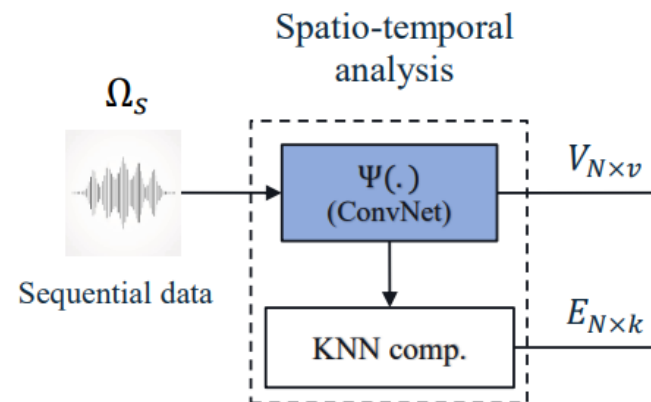 Spatio-temporal
analysis
Ω_s
Ψ(.)
(ConvNet)
V_{N×v}
Sequential data
KNN comp.
E_{N×k}